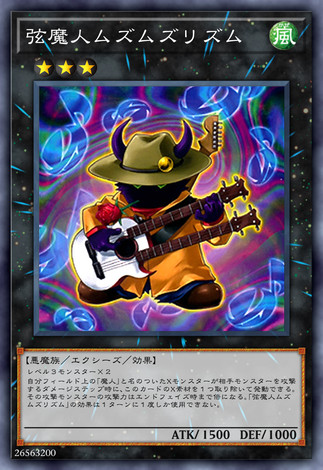 弦魔人ムズムズリズム
風
【悪魔族／エクシーズ／効果】
レベル３モンスター×２
自分フィールド上の「魔人」と名のついたXモンスターが相手モンスターを攻撃
するダメージステップ時に、このカードのX素材を１つ取り除いて発動できる。
その攻撃モンスターの攻撃力はエンドフェイズ時まで倍になる。「弦魔人ムズ
ムズリズム」の効果は１ターンに１度しか使用できない。
ATK/1500 DEF/1000
26563200